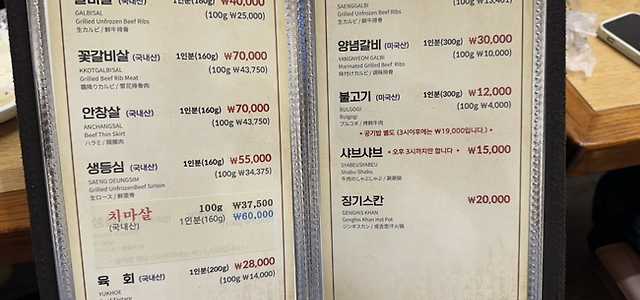 갈비살 (국내산) 1인분(160g) ₩40,000
GALBISAL (100g ₩25,000)
Grilled Unfrozen Beef Ribs
生カルビ / 鮮牛排骨
꽃갈비살 (국내산) 1인분(160g) ₩70,000
KKOTGALBISAL (100g ₩43,750)
Grilled Beef Rib Meat
霜降りカルビ / 雪花排骨肉
안창살 (국내산) 1인분(160g) ₩70,000
ANCHANGSAL (100g ₩43,750)
Beef Thin Skirt
ハラミ / 隔膜肉
생등심 (국내산) 1인분(160g) ₩55,000
SAENG DEUNGSIM (100g ₩34,375)
Grilled UnfrozenBeef Sirloin
生ロース / 鮮里脊
치마살 100g ₩37,500
(국내산) 1인분(160g) ₩60,000
육 회 (국내산) 1인분(200g) ₩28,000
YUKHOE (100g ₩14,000)
SAENGGALBI
Grilled Unfrozen Beef Ribs
生カルビ / 鮮牛排骨
양념갈비 (미국산) 1인분(300g) ₩30,000
YANGNYEOM GALBI (100g ₩10,000)
Marinated Grilled Beef Ribs
味付けカルビ / 調味排骨
불고기 (미국산) 1인분(300g) ₩12,000
BULGOGI (100g ₩4,000)
Bulgogi
プルコギ / 拌鮮牛肉
• 공기밥 별도 (3시이후에는 ₩19,000입니다.) •
샤브샤브 • 오후 3시까지만 합니다 • ₩15,000
SHABUSHABU
Shabu-Shabu
牛肉のしゃぶしゃぶ / 涮涮鍋
징기스칸 ₩20,000
GENGHIS KHAN
Genghis Khan Hot Pot
ジンギスカン / 成吉思汗火鍋